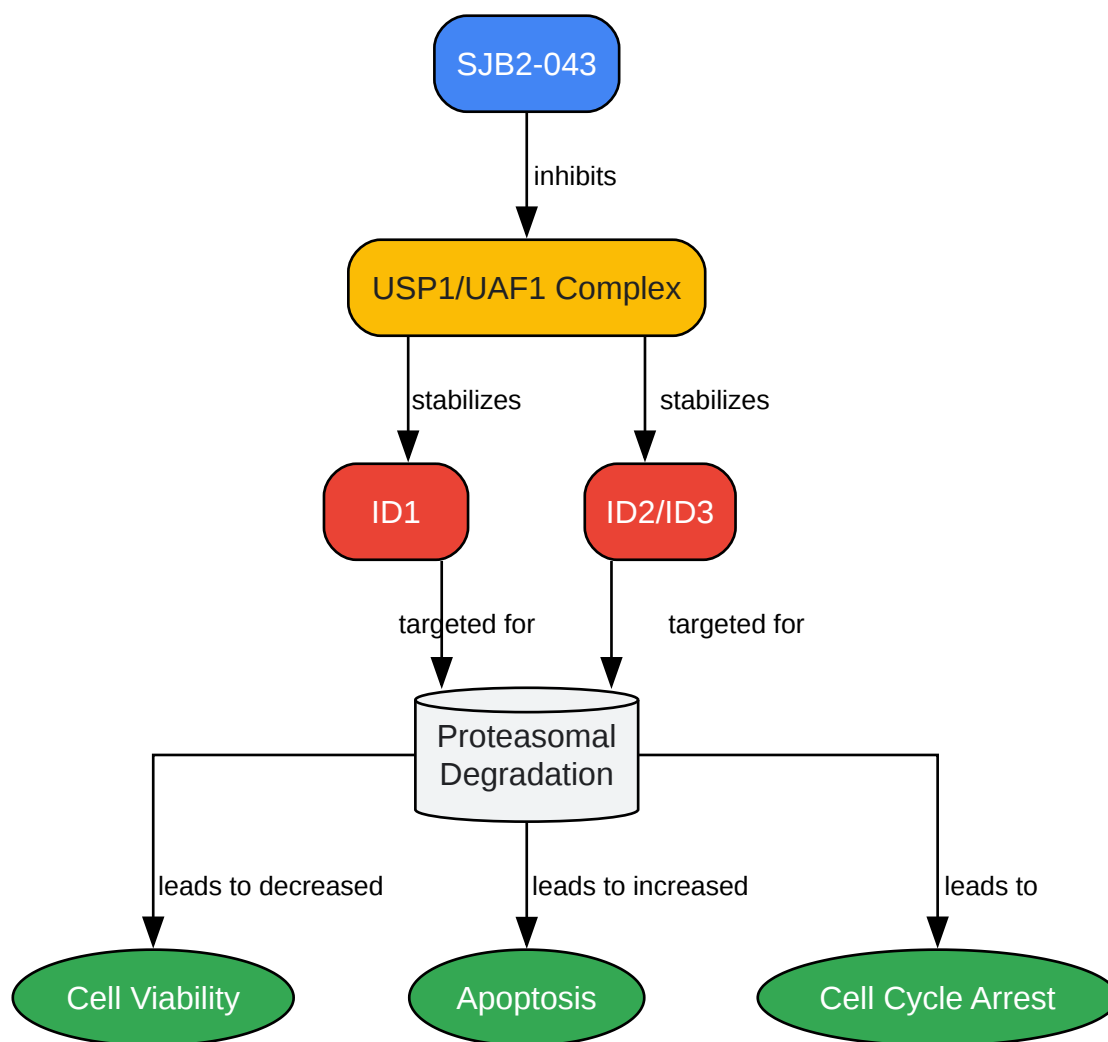 SJB2-043
inhibits
USP1/UAF1 Complex
stabilizes
stabilizes
ID1
ID2/ID3
targeted for
targeted for
Proteasomal
Degradation
leads to decreased
leads to increased
leads to
Cell Viability
Apoptosis
Cell Cycle Arrest